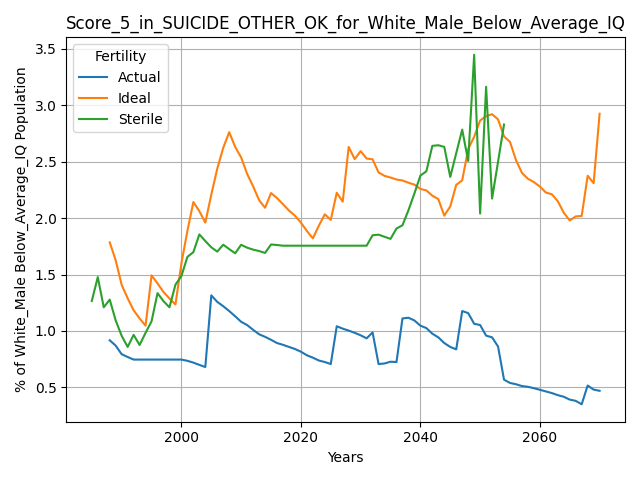 Score_5_in_SUICIDE_OTHER_OK_for_White_Male_Below_Average_IQ
Fertility
Actual
Ideal
Sterile
% of White_Male Below_Average_IQ Population
3.5
3.0
2.5
2.0
1.5
1.0
0.5
2000
2020
2040
2060
Years